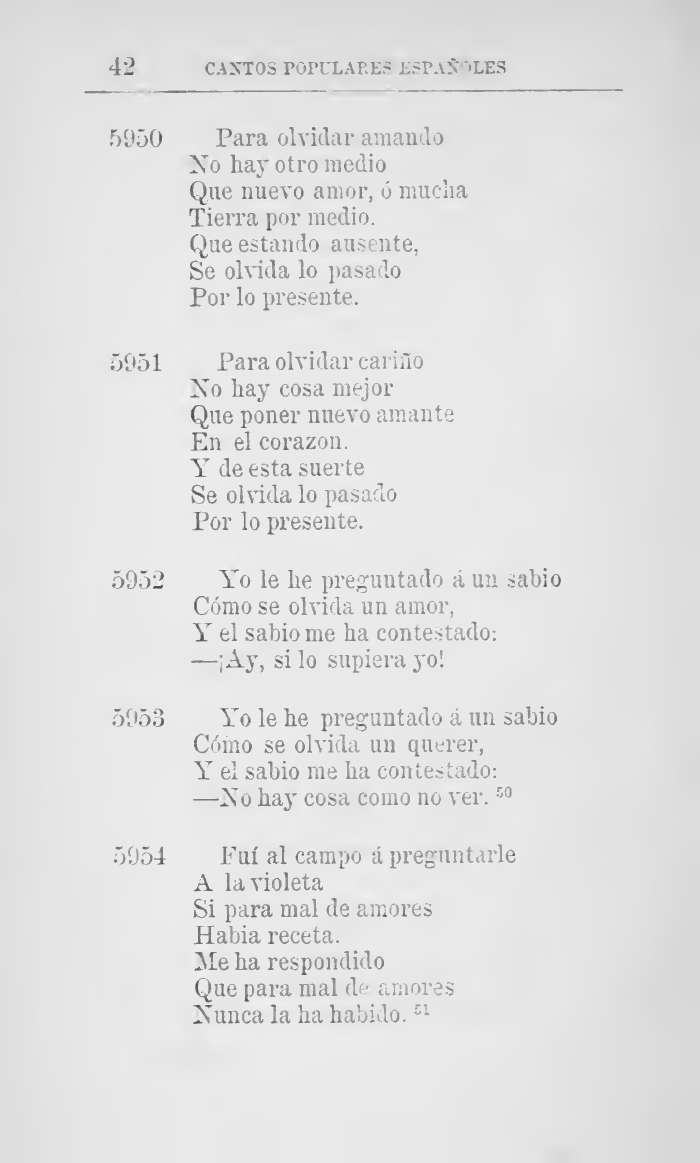 42 CANTOS POPULARES ESPAÑOLES
5950 Para olvidar amando
No hay otro medio
Que nuevo amor, ó mucha
Tierra por medio.
Que estando ausente,
Se olvida lo pasado
Por lo presente.
5951 Para olvidar cariño
No hay cosa mejor
Que poner nuevo amante
En el corazon.
Y de esta suerte
Se olvida lo pasado
Por lo presente.
5952 Yo le he preguntado á un sabio
Cómo se olvida un amor,
Y el sabio me ha contestado:
—¡Ay, si lo supiera yo!
5953 Yo le he preguntado á un sabio
Cómo se olvida un querer,
Y el sabio me ha contestado:
—No hay cosa como no ver. 50
5954 Fuí al campo á preguntarle
A la violeta
Si para mal de amores
Habia receta.
Me ha respondido
Que para mal de amores
Nunca la ha habido. 51